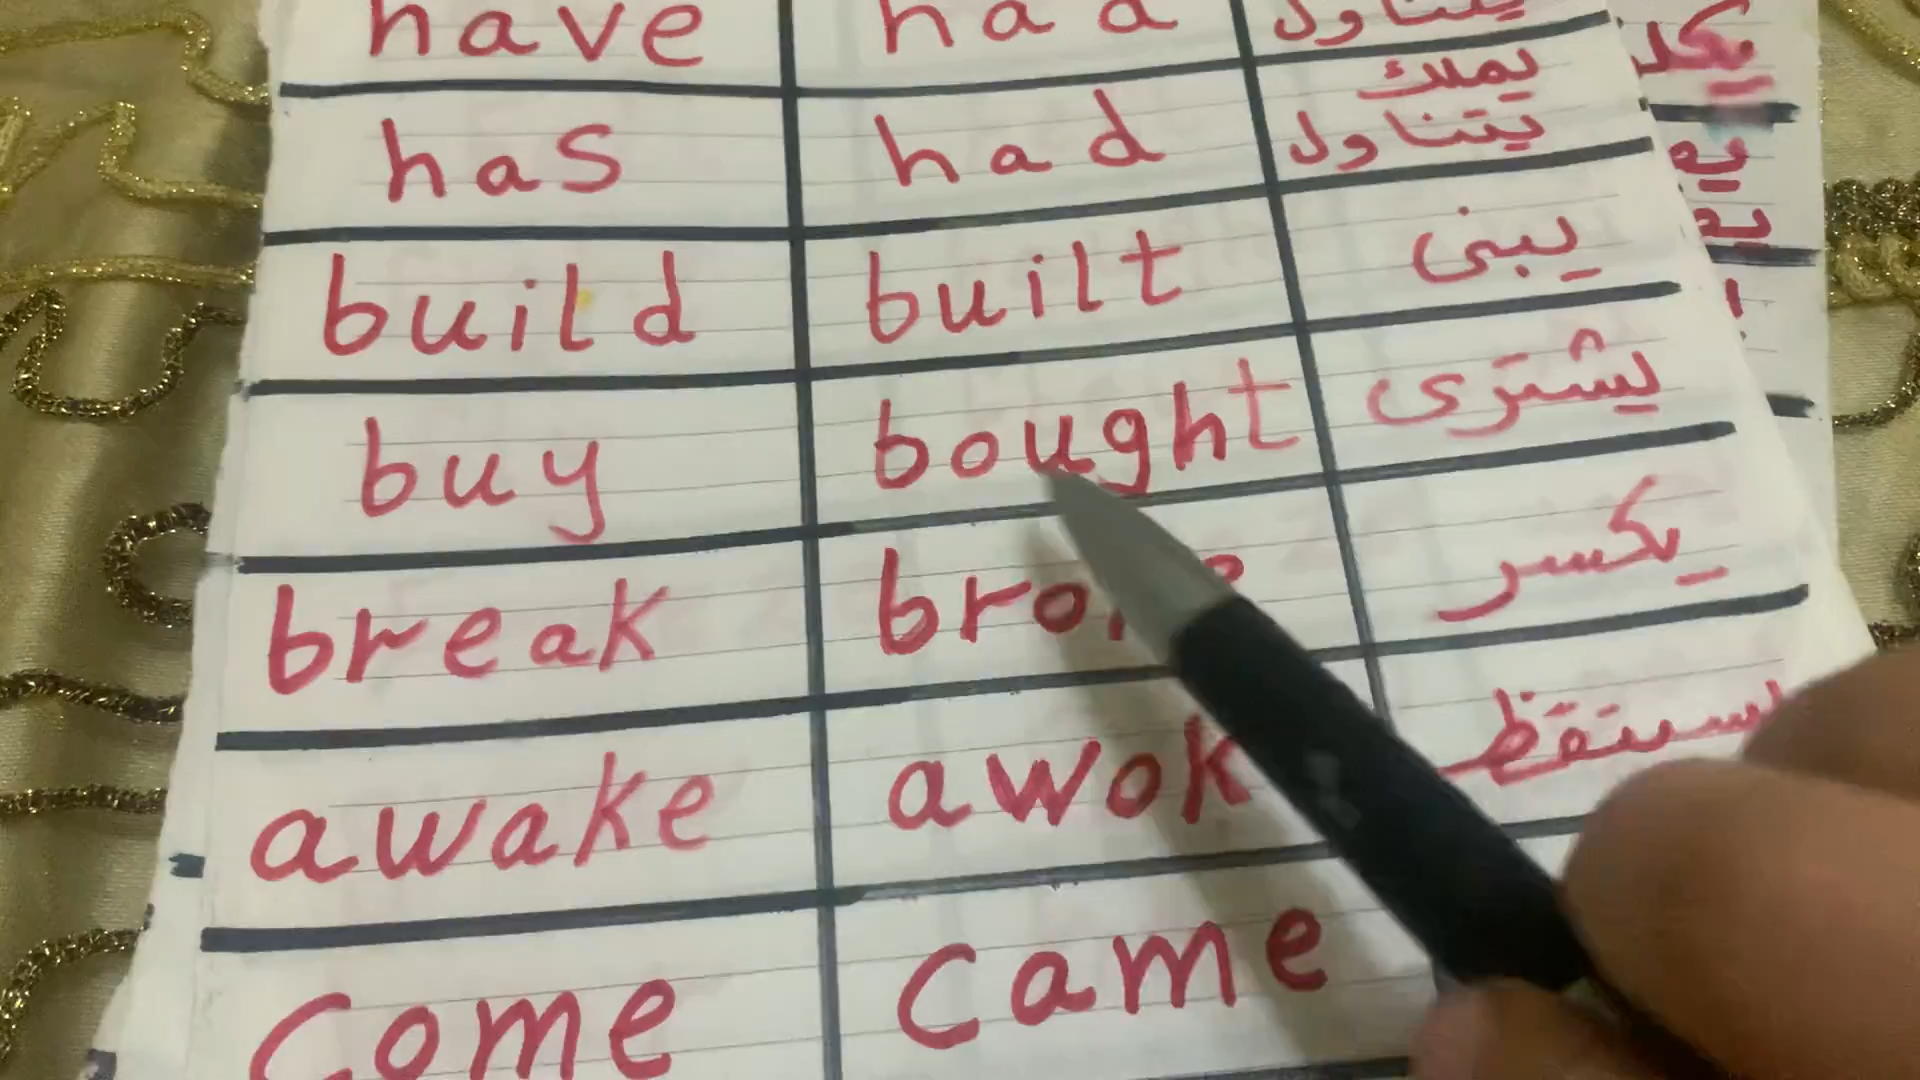 have had يتناول
has had يملك
يتناول
build built يبنى
buy bought يشترى
break يكسر
awake
come came